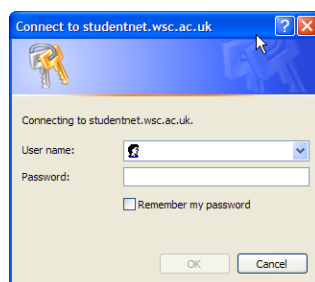 Connect to studentnet.wsc.ac.uk
Connecting to studentnet.wsc.ac.uk.
User name:
Password:
Remember my password
OK Cancel